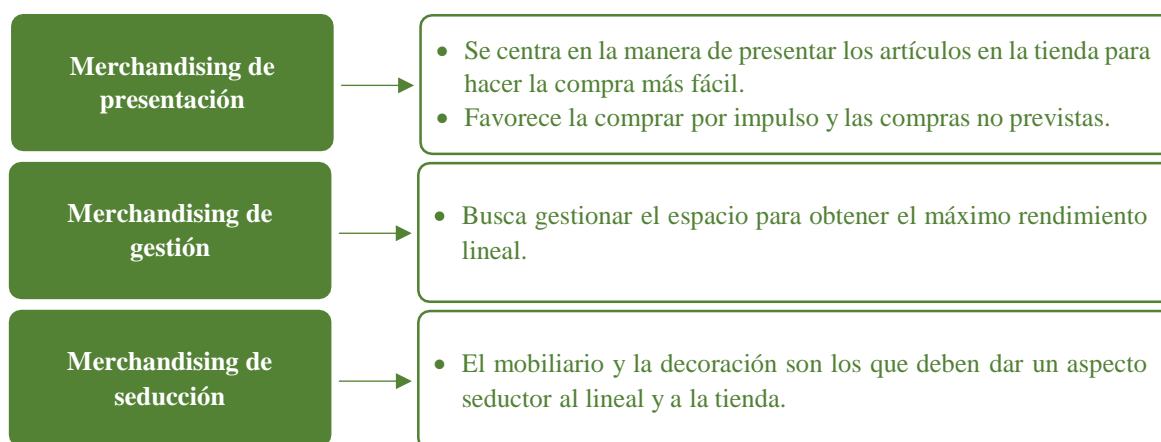 Merchandising de
presentación
• Se centra en la manera de presentar los artículos en la tienda para
hacer la compra más fácil.
• Favorece la comprar por impulso y las compras no previstas.
Merchandising de
gestión
• Busca gestionar el espacio para obtener el máximo rendimiento
lineal.
Merchandising de
seducción
• El mobiliario y la decoración son los que deben dar un aspecto
seductor al lineal y a la tienda.